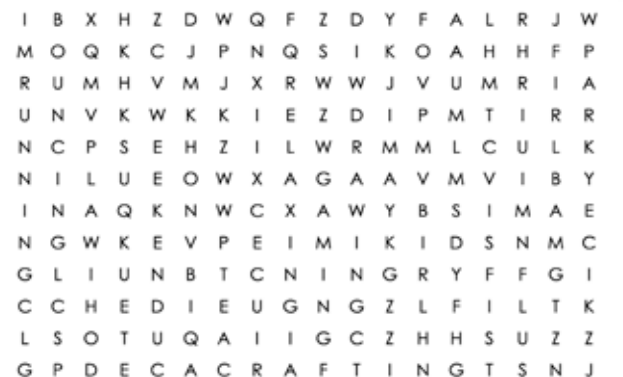 I B X H Z D W Q F Z D Y F A L R J W
M O Q K C J P N Q S I K O A H H F P
R U M H V M J X R W W J V U M R I A
U N V K W K K I E Z D I P M T I R R
N C P S E H Z I L W R M M L C U L K
N I L U E O W X A G A A V M V I B Y
I N A Q K N W C X A W Y B S I M A E
N G W K E V P E I M I K I D S N M C
G L I U N B T C N I N G R Y F F G I
C C H E D I E U G N G Z L F I L T K
L S O T U Q A I I G C Z H H S U Z Z
G P D E C A C R A F T I N G T S N J